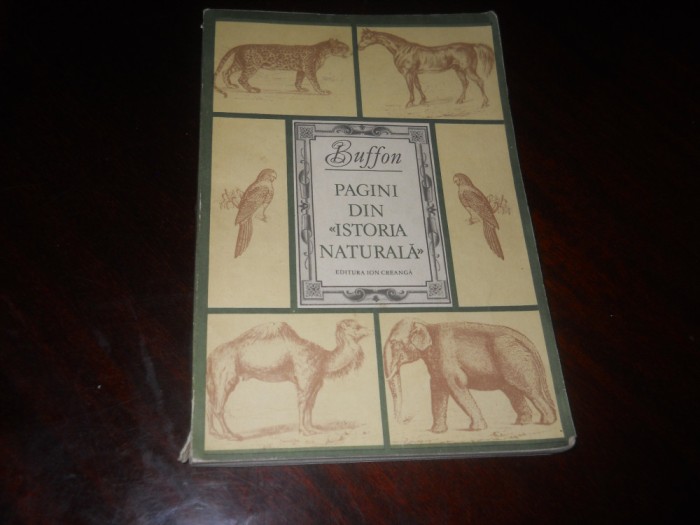 Buffon
PAGINI
DIN
«ISTORIA
NATURALĂ»
EDITURA ION CREANGĂ